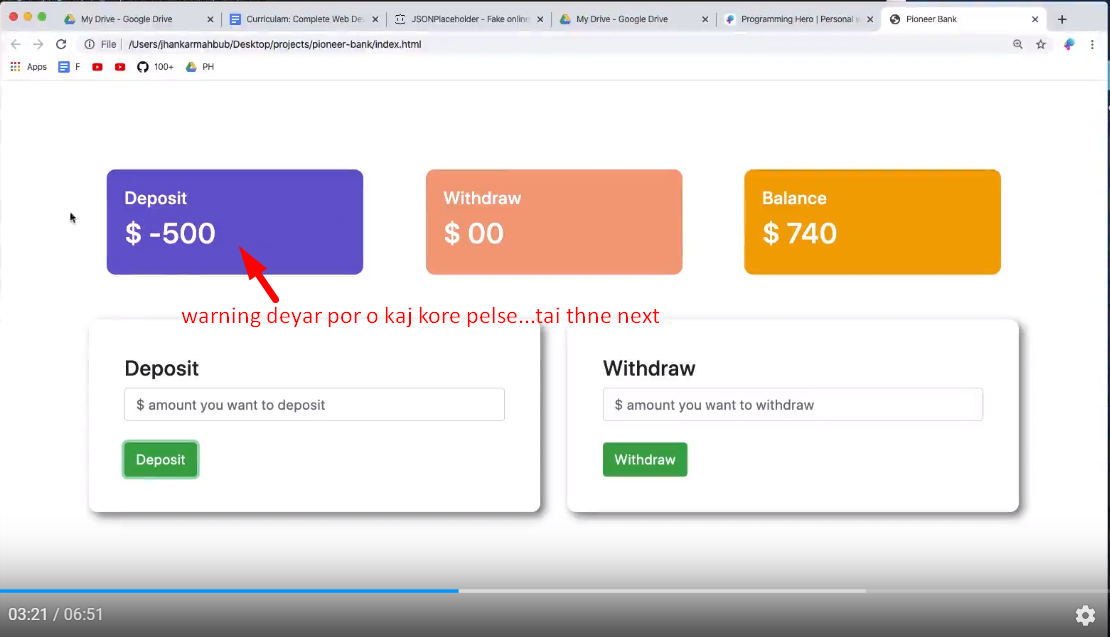 My Drive - Google Drive
Curriculam: Complete Web De
JSONPlaceholder - Fake online
My Drive - Google Drive
Programming Hero | Personal
Pioneer Bank
File
/Users/jhankarmahbub/Desktop/projects/pioneer-bank/index.html
Apps
F
100+
PH
Deposit
$ -500
Withdraw
$ 00
Balance
$ 740
warning deyar por o kaj kore pelse...tai thne next
Deposit
$ amount you want to deposit
Deposit
Withdraw
$ amount you want to withdraw
Withdraw
03:21 / 06:51